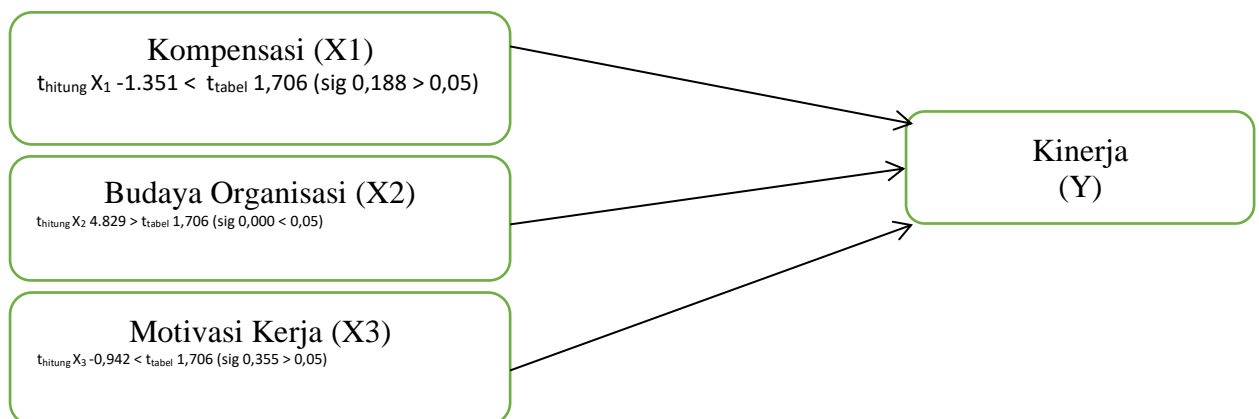 Kompensasi (X1)
thitung X1 -1.351 < ttabel 1,706 (sig 0,188 > 0,05)
Budaya Organisasi (X2)
thitung X2 4.829 > ttabel 1,706 (sig 0,000 < 0,05)
Motivasi Kerja (X3)
thitung X3 -0,942 < ttabel 1,706 (sig 0,355 > 0,05)
Kinerja
(Y)